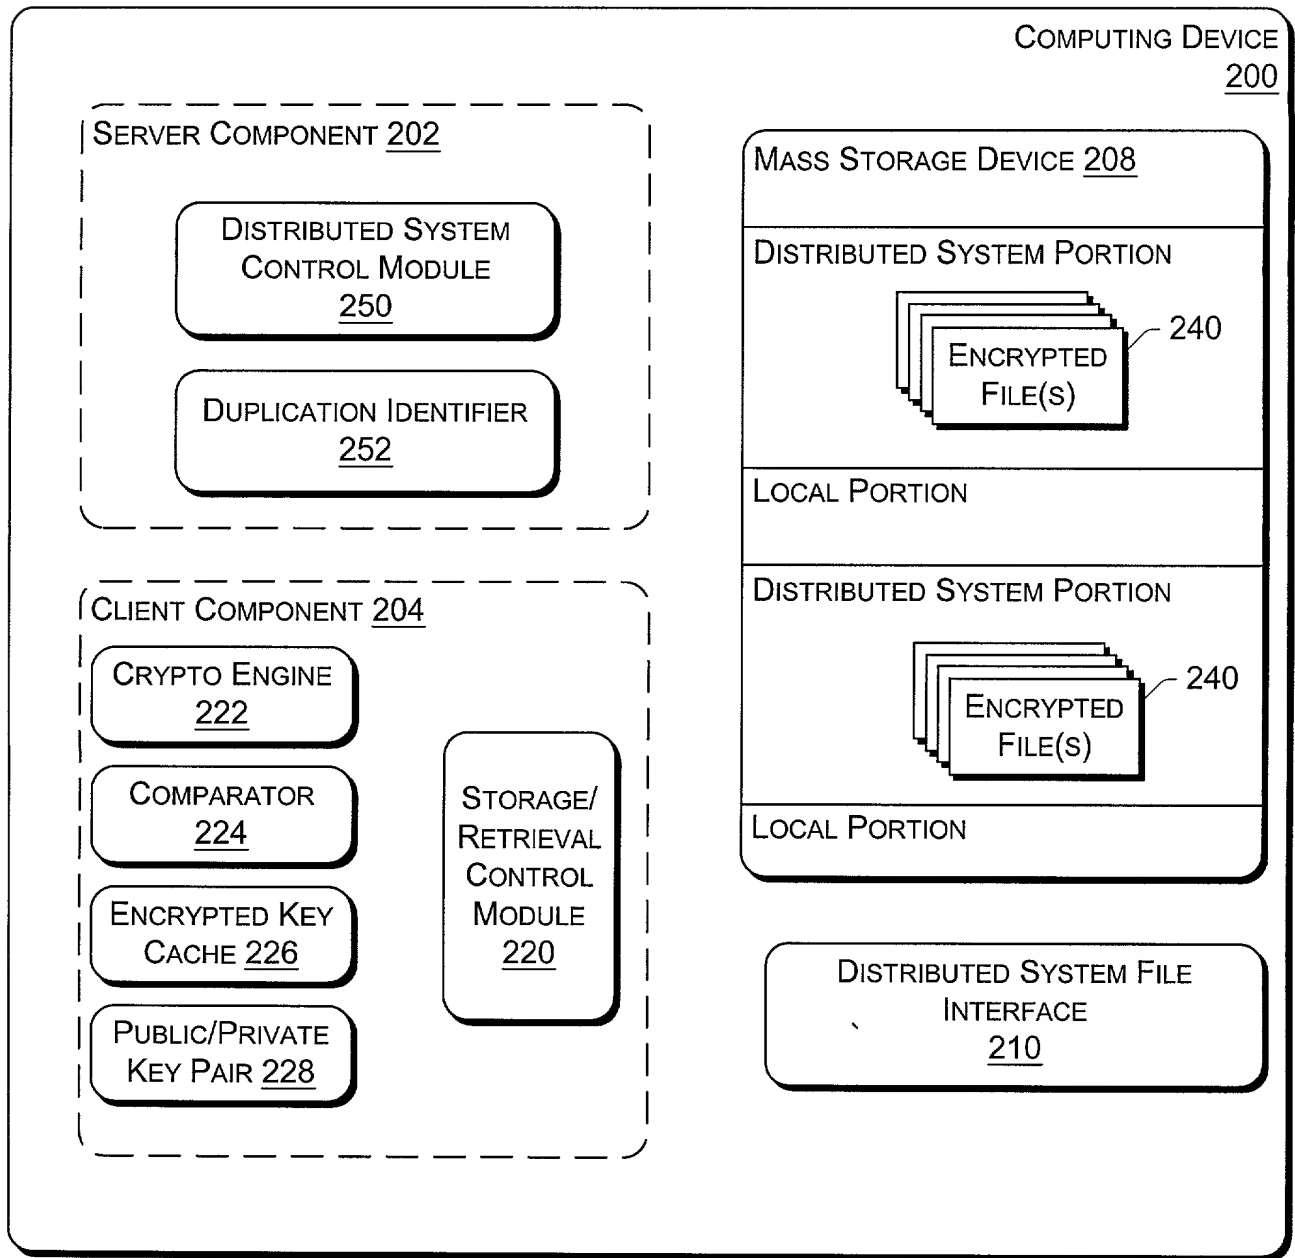 COMPUTING DEVICE
200
SERVER COMPONENT 202
DISTRIBUTED SYSTEM
CONTROL MODULE
250
DUPLICATION IDENTIFIER
252
CLIENT COMPONENT 204
CRYPTO ENGINE
222
COMPARATOR
224
ENCRYPTED KEY
CACHE 226
PUBLIC/PRIVATE
KEY PAIR 228
STORAGE/
RETRIEVAL
CONTROL
MODULE
220
MASS STORAGE DEVICE 208
DISTRIBUTED SYSTEM PORTION
240
ENCRYPTED
FILE(S)
LOCAL PORTION
DISTRIBUTED SYSTEM PORTION
240
ENCRYPTED
FILE(S)
LOCAL PORTION
DISTRIBUTED SYSTEM FILE
INTERFACE
210